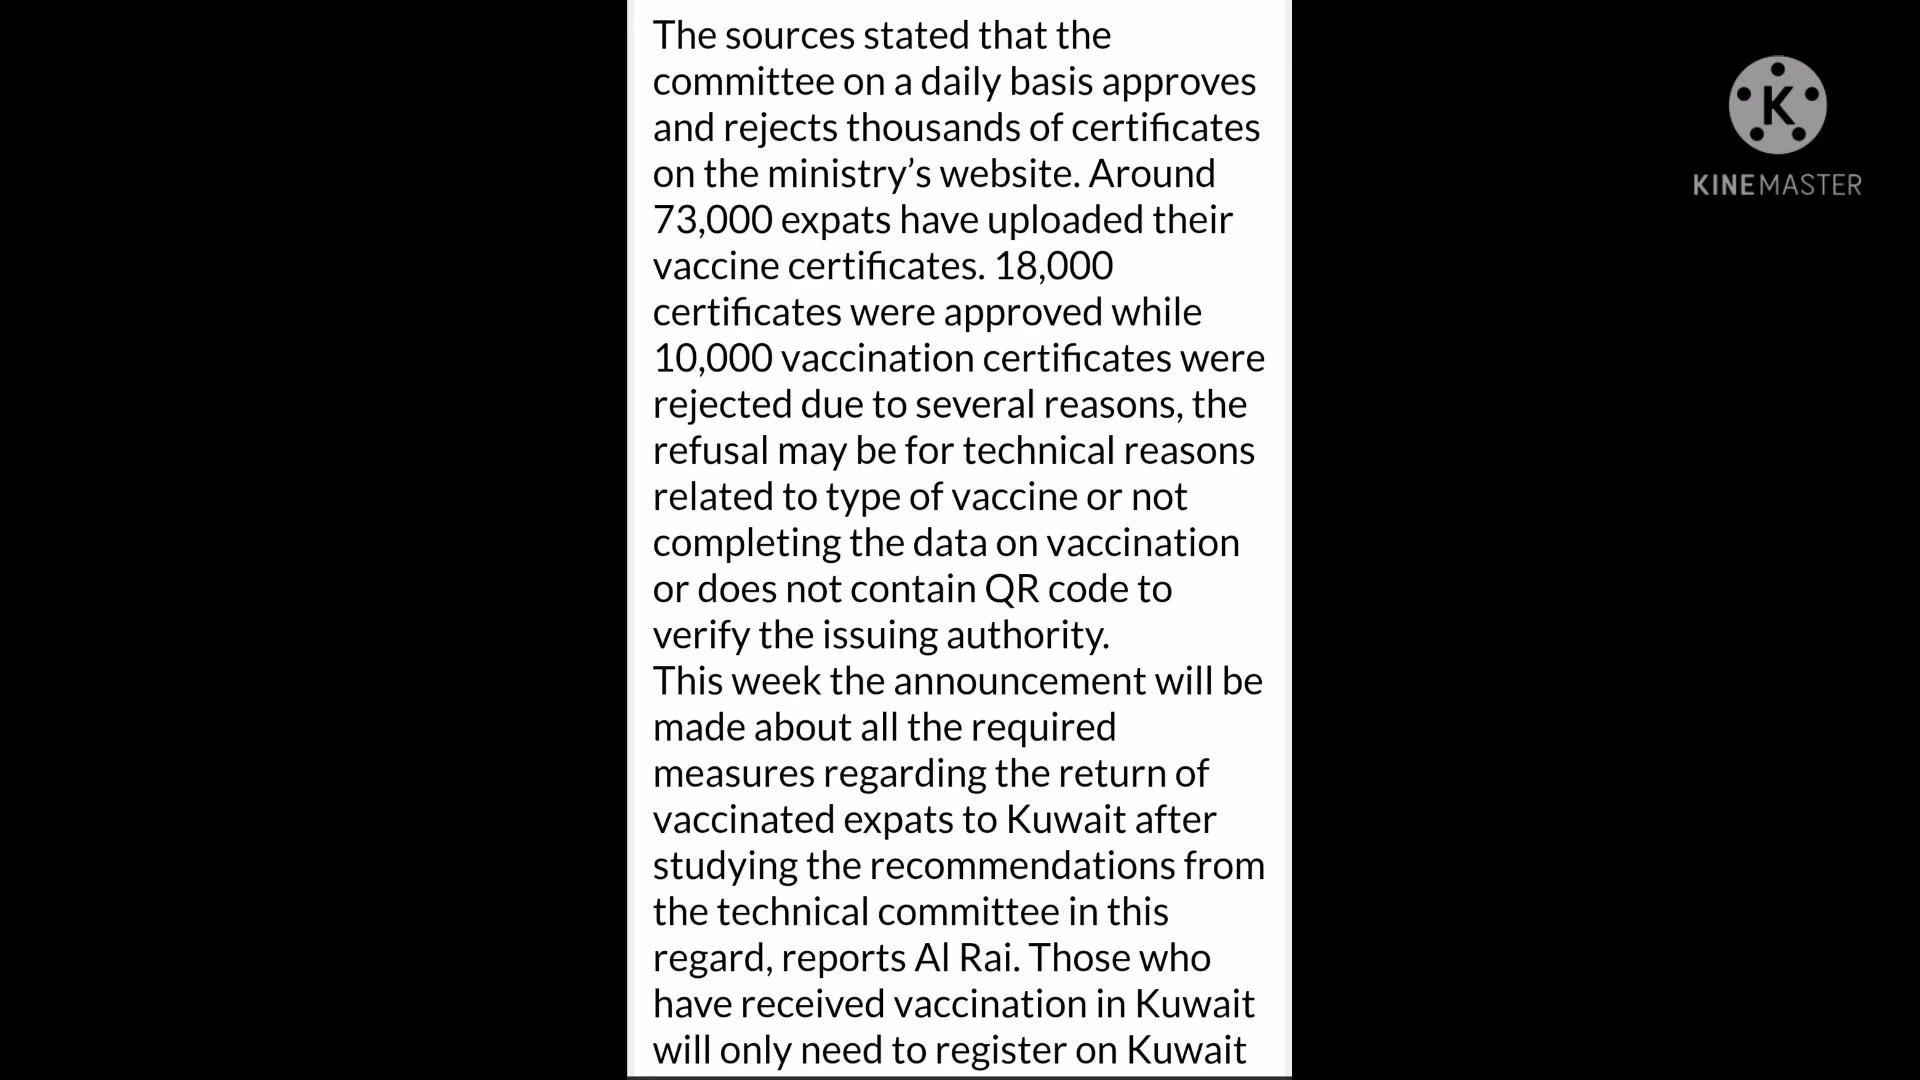 The sources stated that the
committee on a daily basis approves
and rejects thousands of certificates
on the ministry’s website. Around
73,000 expats have uploaded their
vaccine certificates. 18,000
certificates were approved while
10,000 vaccination certificates were
rejected due to several reasons, the
refusal may be for technical reasons
related to type of vaccine or not
completing the data on vaccination
or does not contain QR code to
verify the issuing authority.
This week the announcement will be
made about all the required
measures regarding the return of
vaccinated expats to Kuwait after
studying the recommendations from
the technical committee in this
regard, reports Al Rai. Those who
have received vaccination in Kuwait
will only need to register on Kuwait
K
KINEMASTER